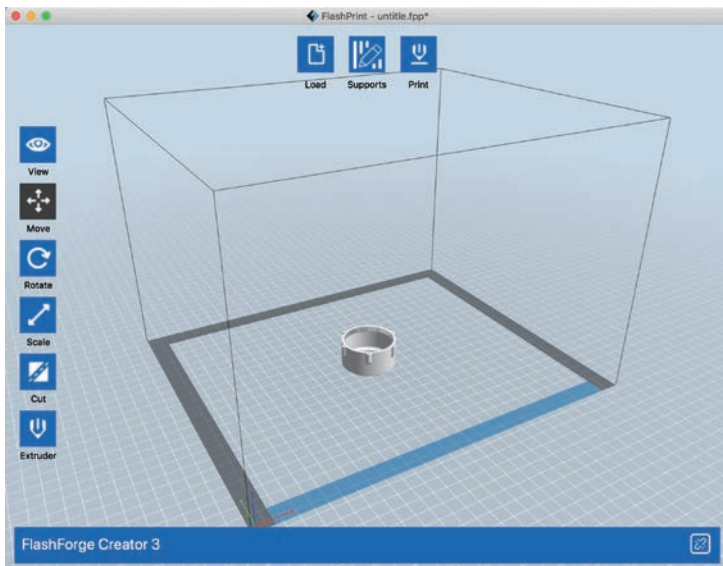 FlashPrint - untitle.fpp*
Load
Supports
Print
View
Move
Rotate
Scale
Cut
Extruder
FlashForge Creator 3